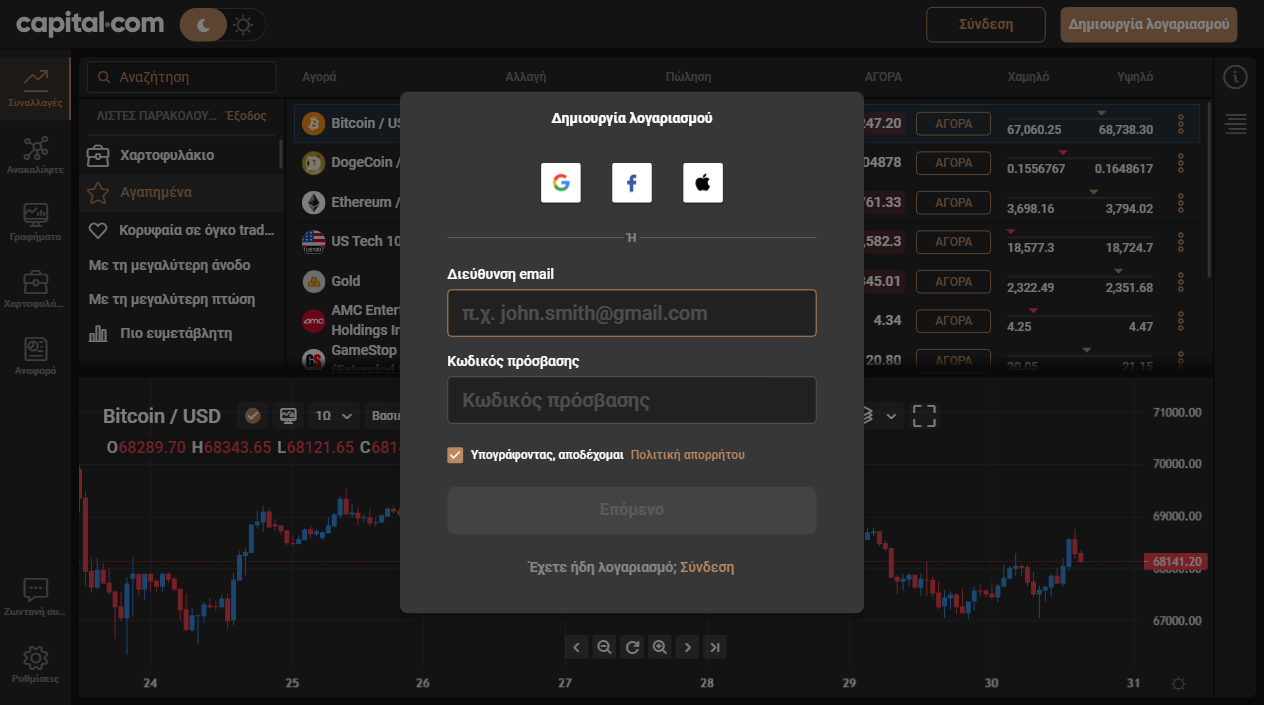 capital.com
Σύνδεση
Δημιουργία λογαριασμού
Αναζήτηση
Αγορά
Αλλαγή
Πώληση
ΑΓΟΡΑ
Χαμηλό
Υψηλό
Συναλλαγές
Ανακαλύψτε
Γραφήματα
Χαρτοφυλά...
Αναφορά
Ζωντανή συ...
Ρυθμίσεις
ΛΙΣΤΕΣ ΠΑΡΑΚΟΛΟΥ... Έξοδος
Χαρτοφυλάκιο
Αγαπημένα
Κορυφαία σε όγκο trad...
Με τη μεγαλύτερη άνοδο
Με τη μεγαλύτερη πτώση
Πιο ευμετάβλητη
Bitcoin / US
247.20 ΑΓΟΡΑ 67,060.25 68,738.30
DogeCoin /
04878 ΑΓΟΡΑ 0.1556767 0.1648617
Ethereum /
761.33 ΑΓΟΡΑ 3,698.16 3,794.02
US Tech 10
,582.3 ΑΓΟΡΑ 18,577.3 18,724.7
Gold
345.01 ΑΓΟΡΑ 2,322.49 2,351.68
AMC Enter
Holdings In
4.34 ΑΓΟΡΑ 4.25 4.47
GameStop
(Extended
20.80 ΑΓΟΡΑ 20.05 21.15
Δημιουργία λογαριασμού
Ή
Διεύθυνση email
π.χ. john.smith@gmail.com
Κωδικός πρόσβασης
Κωδικός πρόσβασης
Υπογράφοντας, αποδέχομαι Πολιτική απορρήτου
Επόμενο
Έχετε ήδη λογαριασμό; Σύνδεση
Bitcoin / USD
1Ω
Βασι
O68289.70 H68343.65 L68121.65 C6814
71000.00
70000.00
69000.00
68141.20
67000.00
24 25 26 27 28 29 30 31